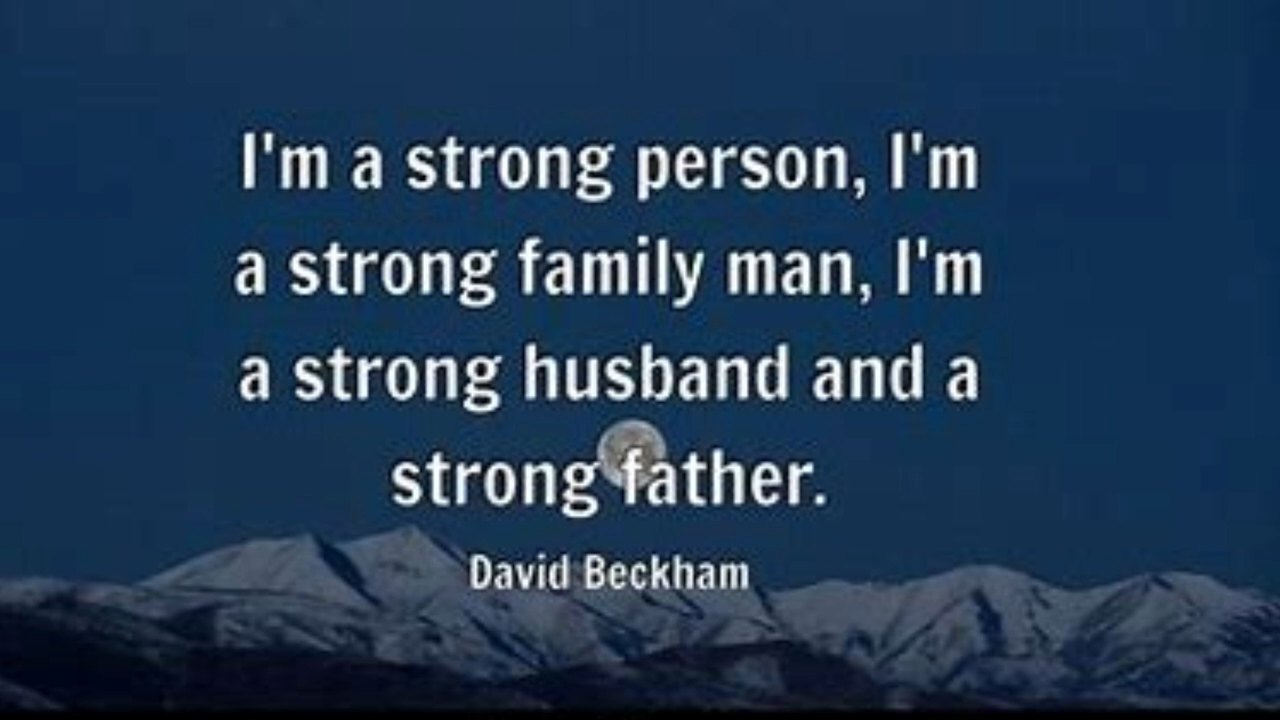 I'm a strong person, I'm
a strong family man, I'm
a strong husband and a
strong father.
David Beckham